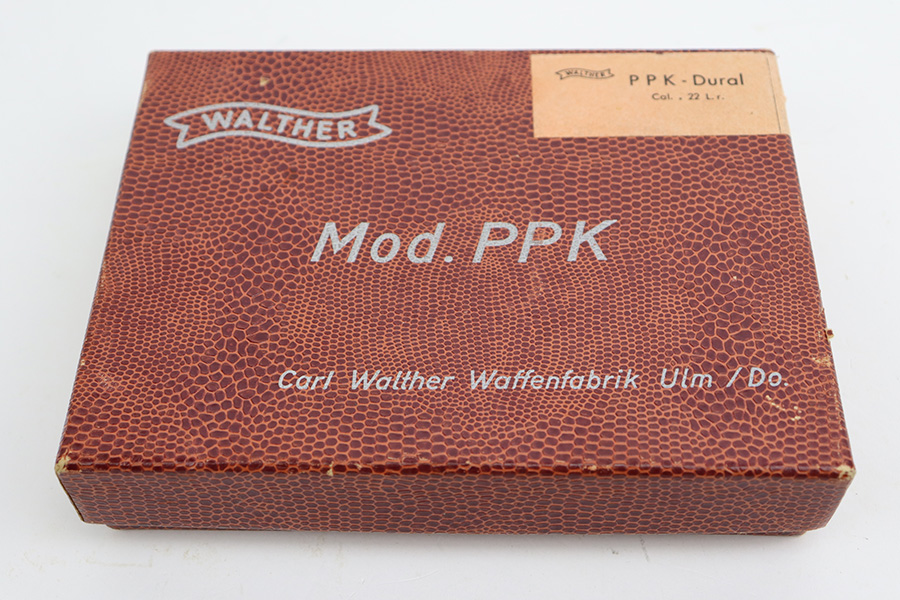 WALTHER
PPK-Dural
Cal. . 22 L.r.
WALTHER
Mod. PPK
Carl Walther Waffenfabrik Ulm / Do.